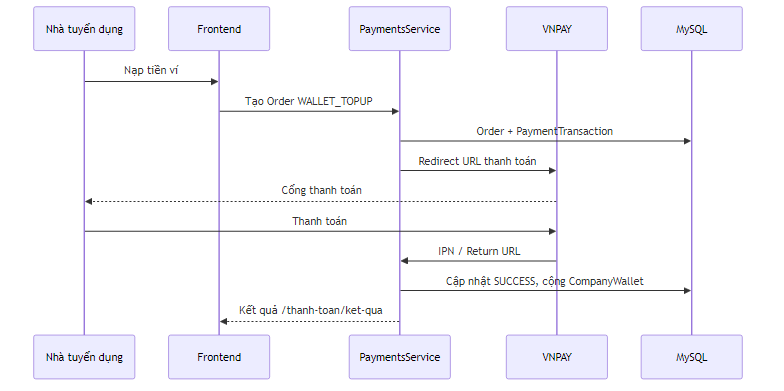 Nhà tuyển dụng
Frontend
PaymentsService
VNPAY
MySQL
Nạp tiền ví
Tạo Order WALLET_TOPUP
Order + PaymentTransaction
Redirect URL thanh toán
Cổng thanh toán
Thanh toán
IPN / Return URL
Cập nhật SUCCESS, cộng CompanyWallet
Kết quả /thanh-toan/ket-qua
Nhà tuyển dụng
Frontend
PaymentsService
VNPAY
MySQL